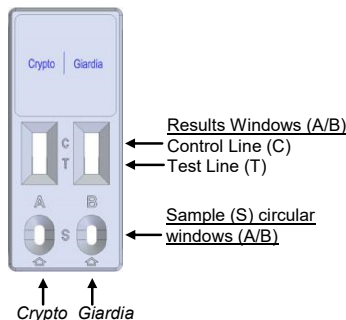 Crypto | Giardia
C
T
Results Windows (A/B)
Control Line (C)
Test Line (T)
A B
S
Sample (S) circular
windows (A/B)
Crypto Giardia